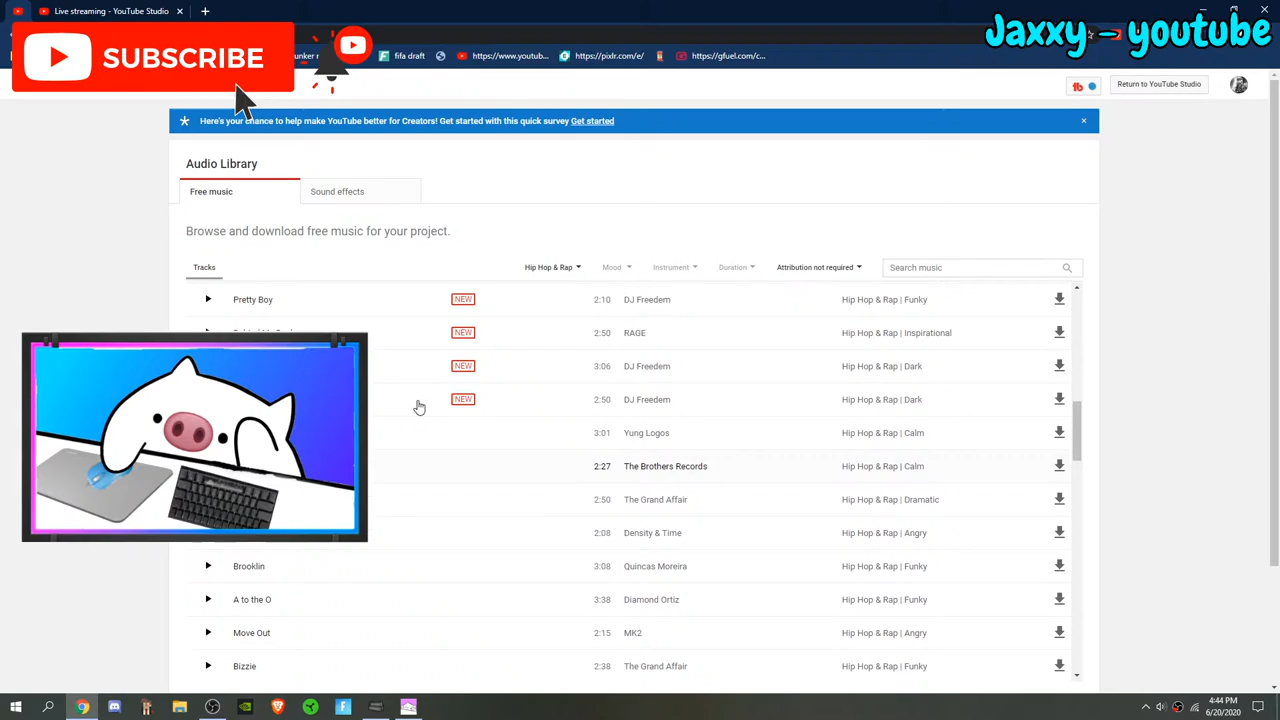 Live streaming - YouTube Studio
SUBSCRIBE
Jaxxy - youtube
fifa draft
https://www.youtub...
https://pixlr.com/e/
https://gfuel.com/c...
Return to YouTube Studio
Here's your chance to help make YouTube better for Creators! Get started with this quick survey Get started
Audio Library
Free music
Sound effects
Browse and download free music for your project.
Tracks
Hip Hop & Rap
Mood
Instrument
Duration
Attribution not required
Search music
Pretty Boy NEW 2:10 DJ Freedem Hip Hop & Rap | Funky
NEW 2:50 RAGE Hip Hop & Rap | Inspirational
NEW 3:06 DJ Freedem Hip Hop & Rap | Dark
NEW 2:50 DJ Freedem Hip Hop & Rap | Dark
3:01 Yung Logos Hip Hop & Rap | Calm
2:27 The Brothers Records Hip Hop & Rap | Calm
2:50 The Grand Affair Hip Hop & Rap | Dramatic
2:08 Density & Time Hip Hop & Rap | Angry
Brooklin 3:08 Quincas Moreira Hip Hop & Rap | Funky
A to the O 3:38 Diamond Ortiz Hip Hop & Rap | Funky
Move Out 2:15 MK2 Hip Hop & Rap | Angry
Bizzie 2:38 The Grand Affair Hip Hop & Rap | Funky
4:44 PM
6/20/2020